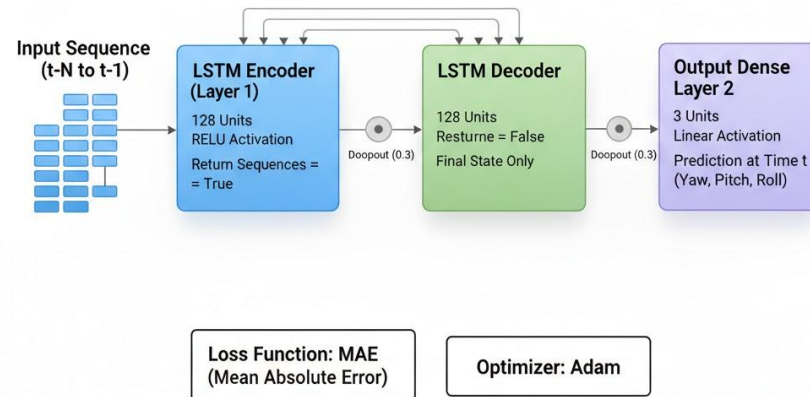 Input Sequence
(t-N to t-1)
LSTM Encoder
(Layer 1)
128 Units
RELU Activation
Return Sequences =
= True
Doopout (0.3)
LSTM Decoder
128 Units
Resturne = False
Final State Only
Doopout (0.3)
Output Dense
Layer 2
3 Units
Linear Activation
Prediction at Time t
(Yaw, Pitch, Roll)
Loss Function: MAE
(Mean Absolute Error)
Optimizer: Adam